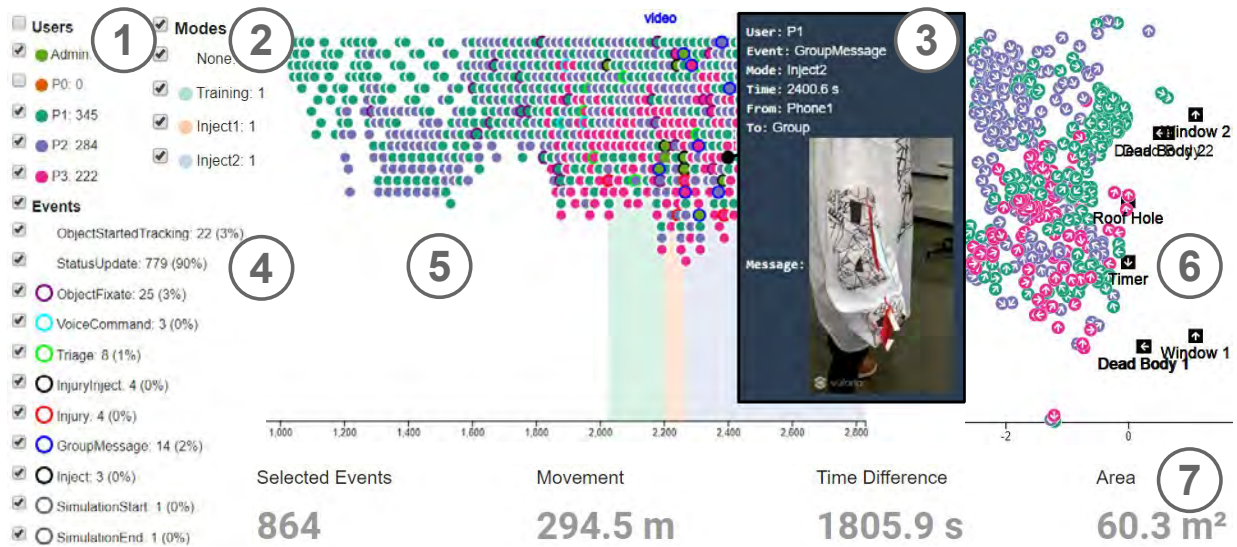 Users
Admin
P0: 0
P1: 345
P2: 284
P3: 222
1
Modes
None:
Training: 1
Inject1: 1
Inject2: 1
2
Events
ObjectStartedTracking: 22 (3%)
StatusUpdate: 779 (90%)
ObjectFixate: 25 (3%)
VoiceCommand: 3 (0%)
Triage: 8 (1%)
InjuryInject: 4 (0%)
Injury: 4 (0%)
GroupMessage: 14 (2%)
Inject: 3 (0%)
SimulationStart: 1 (0%)
SimulationEnd: 1 (0%)
4
video
5
1,000 1,200 1,400 1,600 1,800 2,000 2,200 2,400 2,600 2,800
User: P1
Event: GroupMessage
Mode: Inject2
Time: 2400.6 s
From: Phone1
To: Group
Message:
vuforia
3
Window 2
Dead Body 2
Roof Hole
Timer
Window 1
Dead Body 1
6
-2 0
Selected Events
864
Movement
294.5 m
Time Difference
1805.9 s
Area
60.3 m²
7